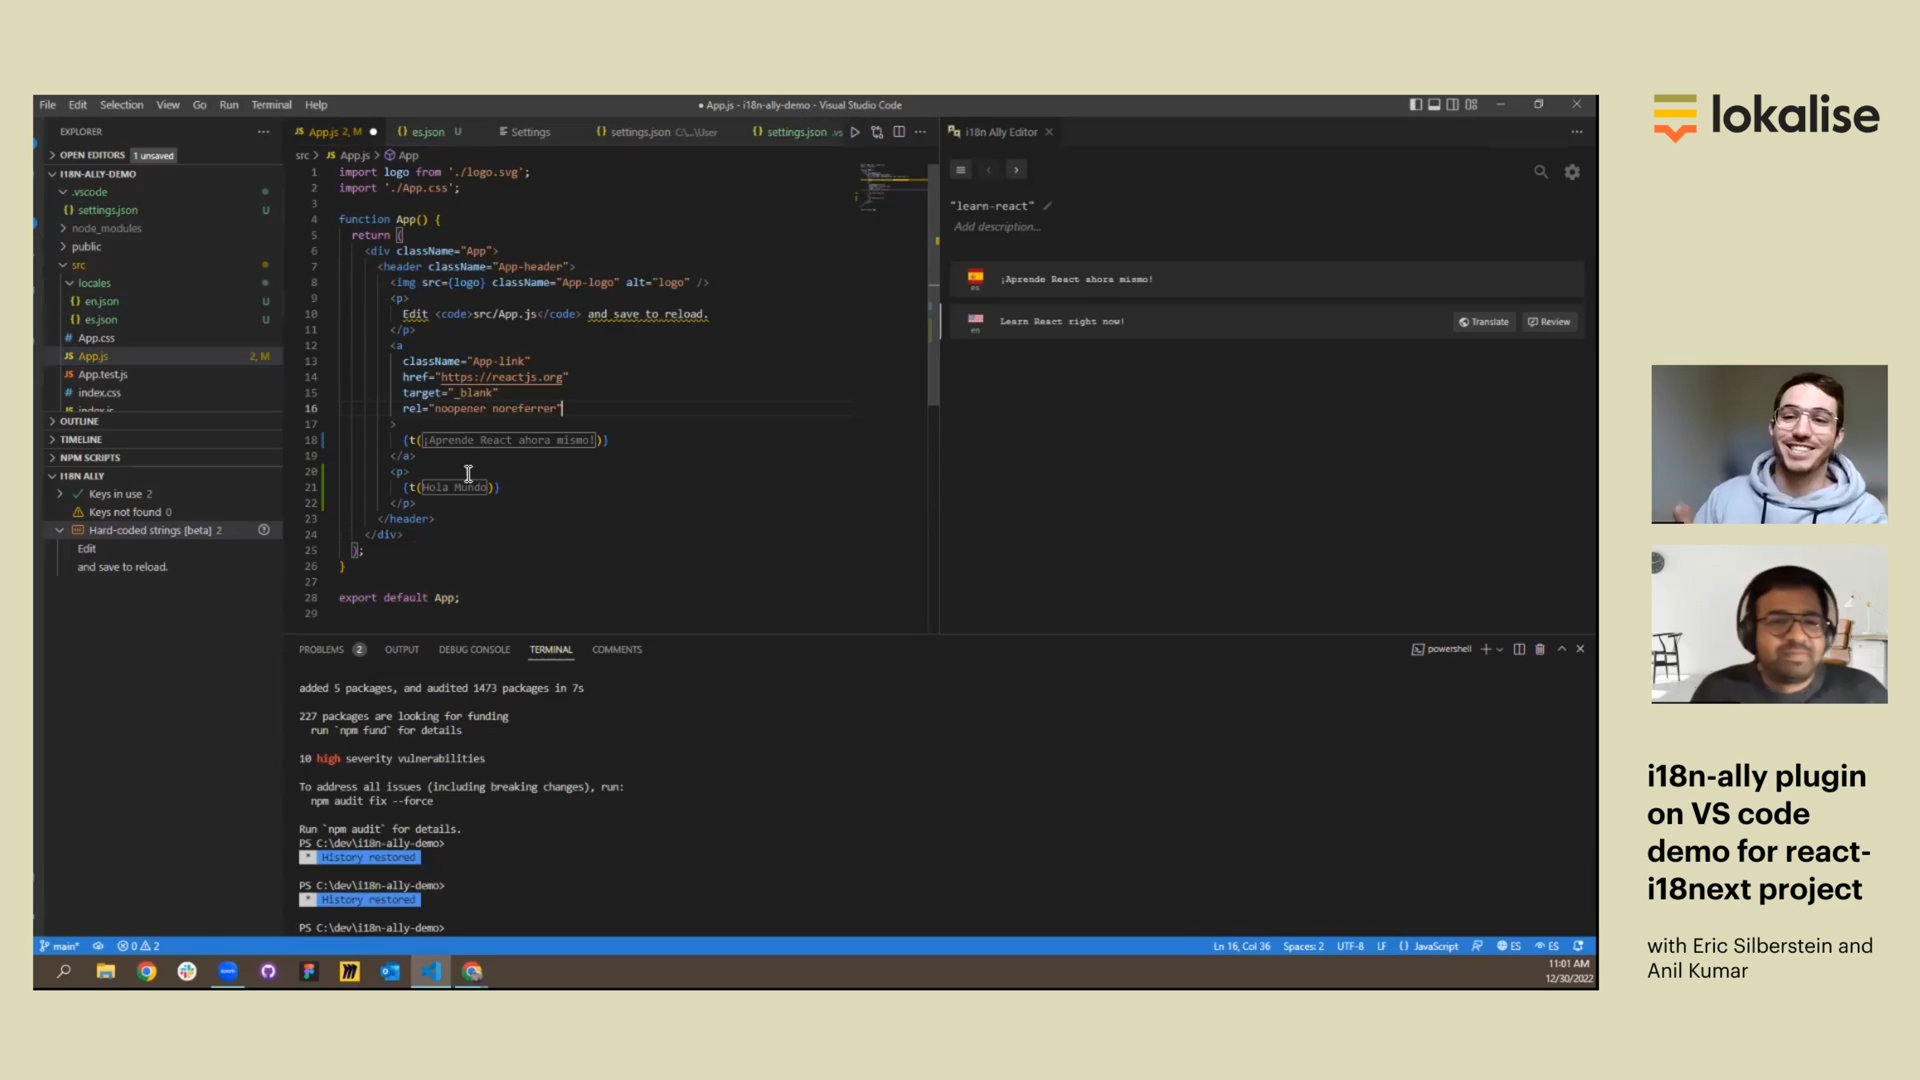 File Edit Selection View Go Run Terminal Help
● App.js - i18n-ally-demo - Visual Studio Code
EXPLORER
OPEN EDITORS 1 unsaved
I18N-ALLY-DEMO
.vscode
{} settings.json U
node_modules
public
src
locales
{} en.json U
{} es.json U
# App.css
JS App.js 2, M
App.test.js
# index.css
JS index.js
OUTLINE
TIMELINE
NPM SCRIPTS
I18N ALLY
Keys in use 2
Keys not found 0
Hard-coded strings [beta] 2
Edit
and save to reload.
JS App.js 2, M ● {} es.json U Settings {} settings.json C:\...\User {} settings.json .vs
src > JS App.js > App
1 import logo from './logo.svg';
2 import './App.css';
3
4 function App() {
5 return (
6 <div className="App">
7 <header className="App-header">
8 <img src={logo} className="App-logo" alt="logo" />
9 <p>
10 Edit <code>src/App.js</code> and save to reload.
11 </p>
12 <a
13 className="App-link"
14 href="https://reactjs.org"
15 target="_blank"
16 rel="noopener noreferrer"
17 >
18 {t(¡Aprende React ahora mismo!)}
19 </a>
20 <p>
21 {t(Hola Mundo)}
22 </p>
23 </header>
24 </div>
25 );
26 }
27
28 export default App;
29
i18n Ally Editor
"learn-react"
Add description...
es ¡Aprende React ahora mismo!
en Learn React right now! Translate Review
PROBLEMS 2 OUTPUT DEBUG CONSOLE TERMINAL COMMENTS
powershell
added 5 packages, and audited 1473 packages in 7s
227 packages are looking for funding
run `npm fund` for details
10 high severity vulnerabilities
To address all issues (including breaking changes), run:
npm audit fix --force
Run `npm audit` for details.
PS C:\dev\i18n-ally-demo>
* History restored
PS C:\dev\i18n-ally-demo>
* History restored
PS C:\dev\i18n-ally-demo>
main* 0 2
Ln 16, Col 36 Spaces: 2 UTF-8 LF {} JavaScript ES ES
11:01 AM
12/30/2022
lokalise
i18n-ally plugin
on VS code
demo for react-
i18next project
with Eric Silberstein and
Anil Kumar